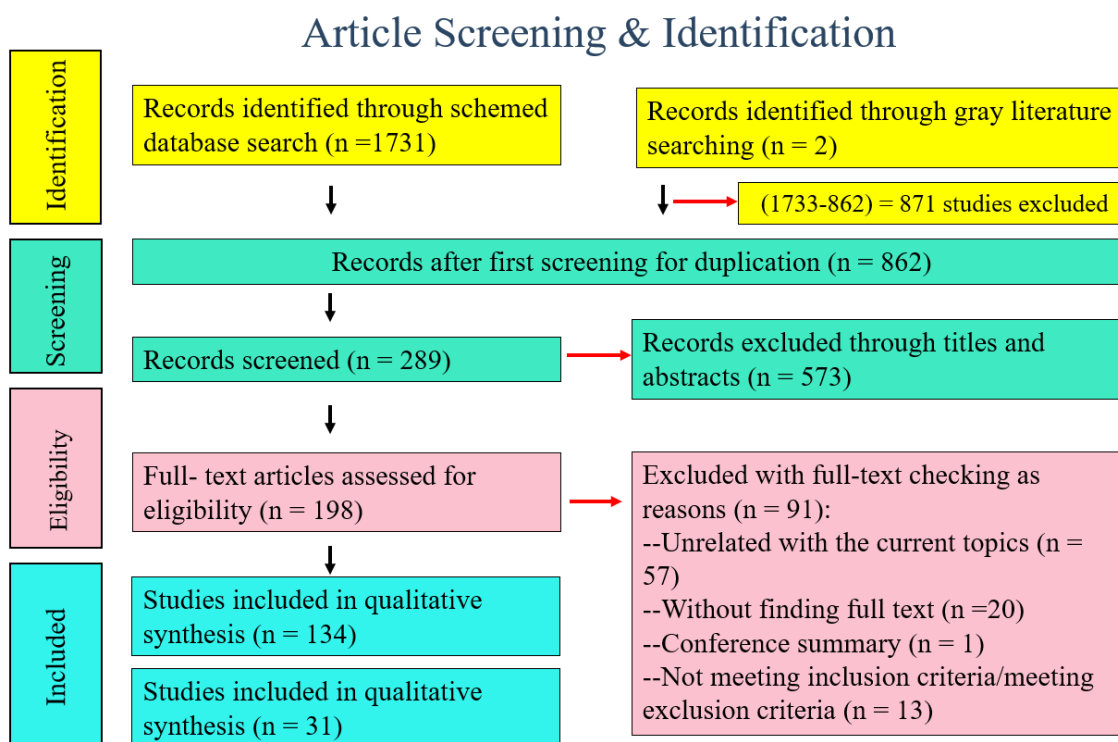 Article Screening & Identification
Identification
Records identified through schemed
database search (n =1731)
Records identified through gray literature
searching (n = 2)
(1733-862) = 871 studies excluded
Screening
Records after first screening for duplication (n = 862)
Records screened (n = 289)
Records excluded through titles and
abstracts (n = 573)
Eligibility
Full- text articles assessed for
eligibility (n = 198)
Excluded with full-text checking as
reasons (n = 91):
--Unrelated with the current topics (n =
57)
--Without finding full text (n =20)
--Conference summary (n = 1)
--Not meeting inclusion criteria/meeting
exclusion criteria (n = 13)
Included
Studies included in qualitative
synthesis (n = 134)
Studies included in qualitative
synthesis (n = 31)